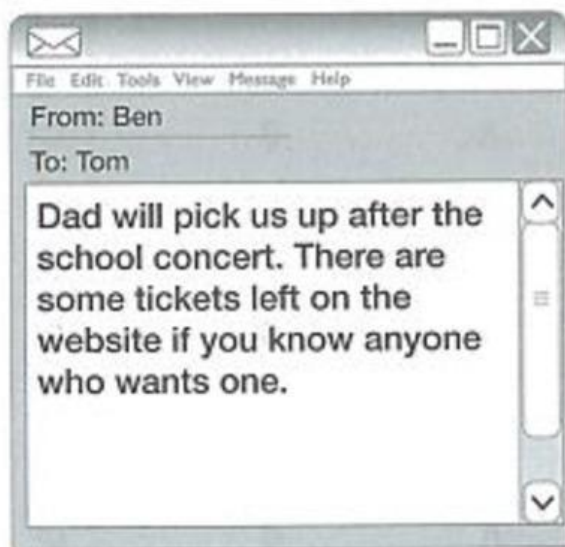 File Edit Tools View Message Help
From: Ben
To: Tom
Dad will pick us up after the
school concert. There are
some tickets left on the
website if you know anyone
who wants one.